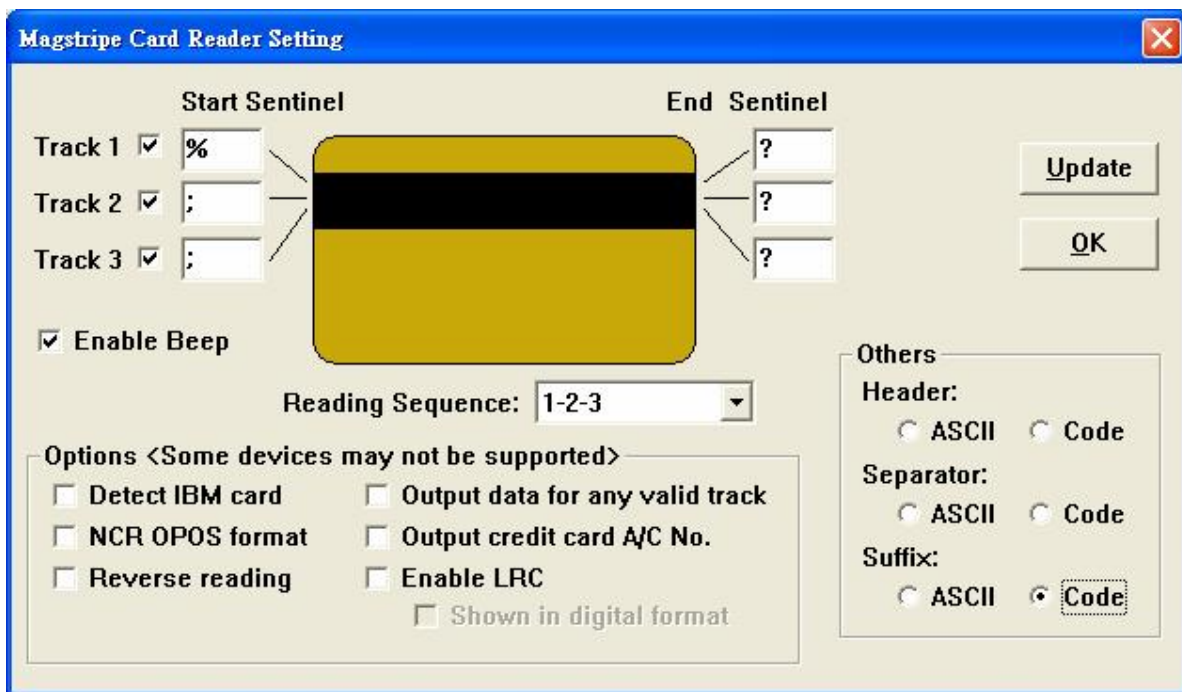 Magstripe Card Reader Setting
Start Sentinel
End Sentinel
Track 1
%
?
Track 2
;
?
Track 3
;
?
Update
OK
Enable Beep
Reading Sequence: 1-2-3
Options <Some devices may not be supported>
Detect IBM card
Output data for any valid track
NCR OPOS format
Output credit card A/C No.
Reverse reading
Enable LRC
Shown in digital format
Others
Header:
ASCII
Code
Separator:
ASCII
Code
Suffix:
ASCII
Code